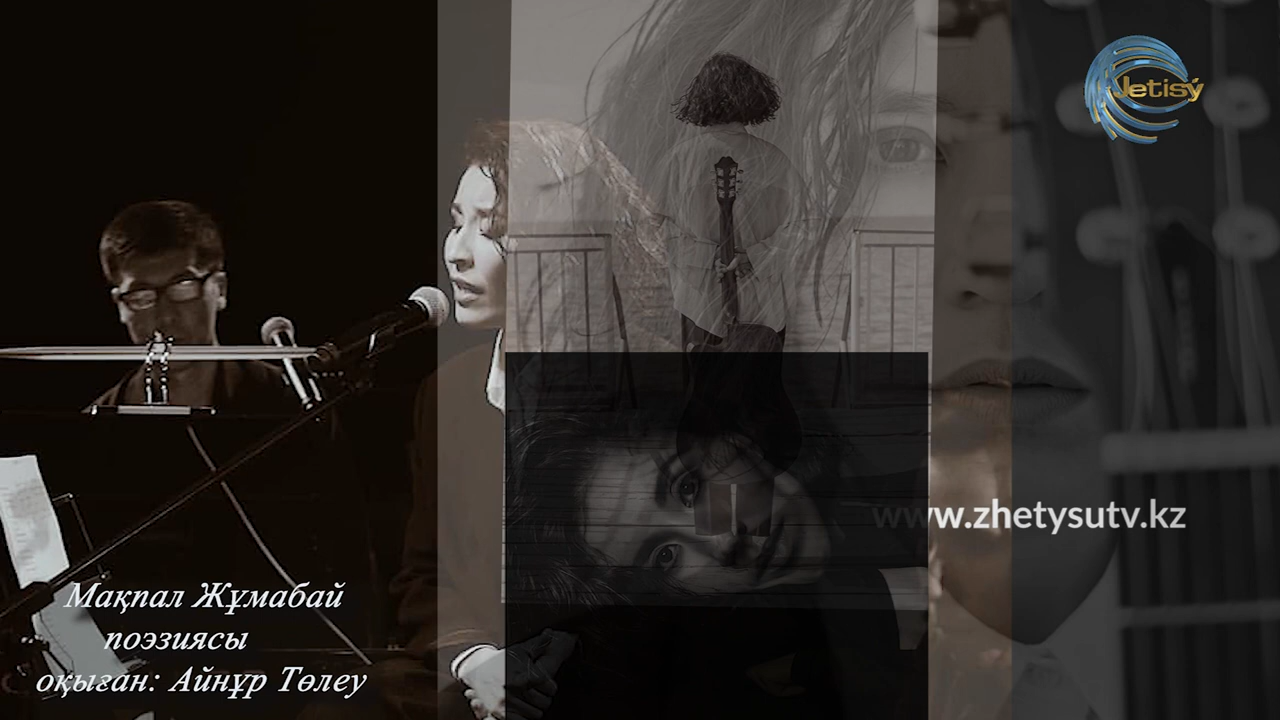 Jetisý
www.zhetysutv.kz
Мақпал Жұмабай
поэзиясы
оқыған: Айнұр Төлеу